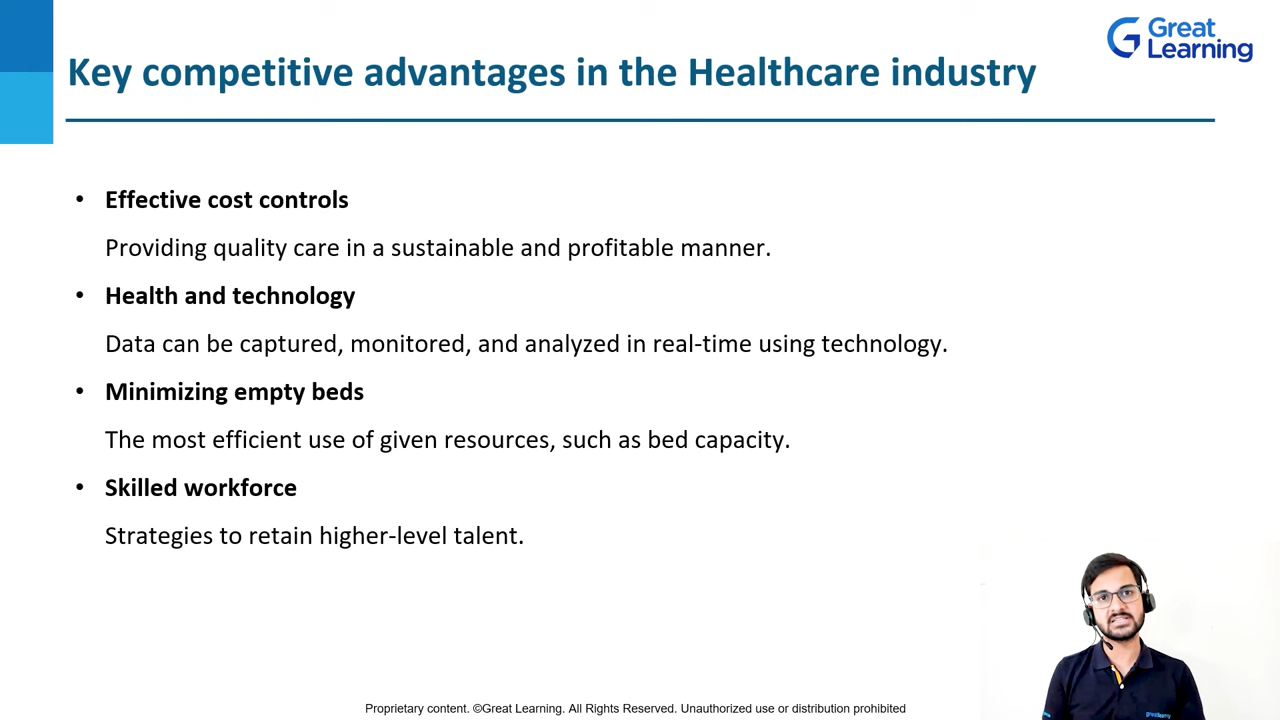 Great
Learning
Key competitive advantages in the Healthcare industry
• Effective cost controls
Providing quality care in a sustainable and profitable manner.
• Health and technology
Data can be captured, monitored, and analyzed in real-time using technology.
• Minimizing empty beds
The most efficient use of given resources, such as bed capacity.
• Skilled workforce
Strategies to retain higher-level talent.
Proprietary content. ©Great Learning. All Rights Reserved. Unauthorized use or distribution prohibited